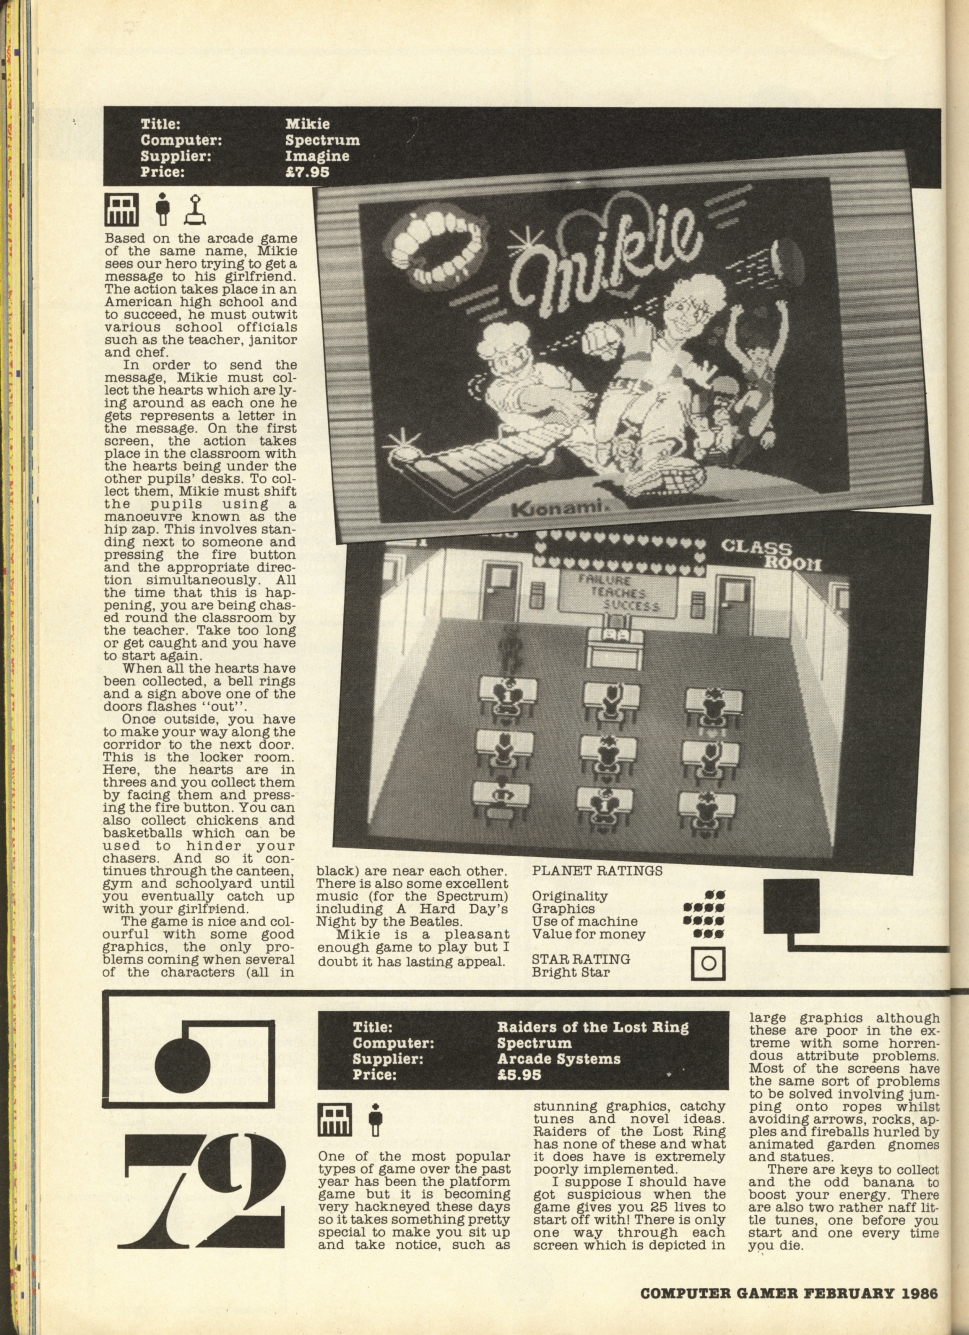 Title: Mikie
Computer: Spectrum
Supplier: Imagine
Price: £7.95
Based on the arcade game
of the same name, Mikie
sees our hero trying to get a
message to his girlfriend.
The action takes place in an
American high school and
to succeed, he must outwit
various school officials
such as the teacher, janitor
and chef.
In order to send the
message, Mikie must col-
lect the hearts which are ly-
ing around as each one he
gets represents a letter in
the message. On the first
screen, the action takes
place in the classroom with
the hearts being under the
other pupils' desks. To col-
lect them, Mikie must shift
the pupils using a
manoeuvre known as the
hip zap. This involves stan-
ding next to someone and
pressing the fire button
and the appropriate direc-
tion simultaneously. All
the time that this is hap-
pening, you are being chas-
ed round the classroom by
the teacher. Take too long
or get caught and you have
to start again.
When all the hearts have
been collected, a bell rings
and a sign above one of the
doors flashes "out".
Once outside, you have
to make your way along the
corridor to the next door.
This is the locker room.
Here, the hearts are in
threes and you collect them
by facing them and press-
ing the fire button. You can
also collect chickens and
basketballs which can be
used to hinder your
chasers. And so it con-
tinues through the canteen,
gym and schoolyard until
you eventually catch up
with your girlfriend.
The game is nice and col-
ourful with some good
graphics, the only pro-
blems coming when several
of the characters (all in
mikie
Konami.
CLASS
ROOM
FAILURE
TEACHES
SUCCESS
black) are near each other.
There is also some excellent
music (for the Spectrum)
including A Hard Day's
Night by the Beatles.
Mikie is a pleasant
enough game to play but I
doubt it has lasting appeal.
PLANET RATINGS
Originality
Graphics
Use of machine
Value for money
STAR RATING
Bright Star
Title: Raiders of the Lost Ring
Computer: Spectrum
Supplier: Arcade Systems
Price: £5.95
One of the most popular
types of game over the past
year has been the platform
game but it is becoming
very hackneyed these days
so it takes something pretty
special to make you sit up
and take notice, such as
stunning graphics, catchy
tunes and novel ideas.
Raiders of the Lost Ring
has none of these and what
it does have is extremely
poorly implemented.
I suppose I should have
got suspicious when the
game gives you 25 lives to
start off with! There is only
one way through each
screen which is depicted in
large graphics although
these are poor in the ex-
treme with some horren-
dous attribute problems.
Most of the screens have
the same sort of problems
to be solved involving jum-
ping onto ropes whilst
avoiding arrows, rocks, ap-
ples and fireballs hurled by
animated garden gnomes
and statues.
There are keys to collect
and the odd banana to
boost your energy. There
are also two rather naff lit-
tle tunes, one before you
start and one every time
you die.
72
COMPUTER GAMER FEBRUARY 1986